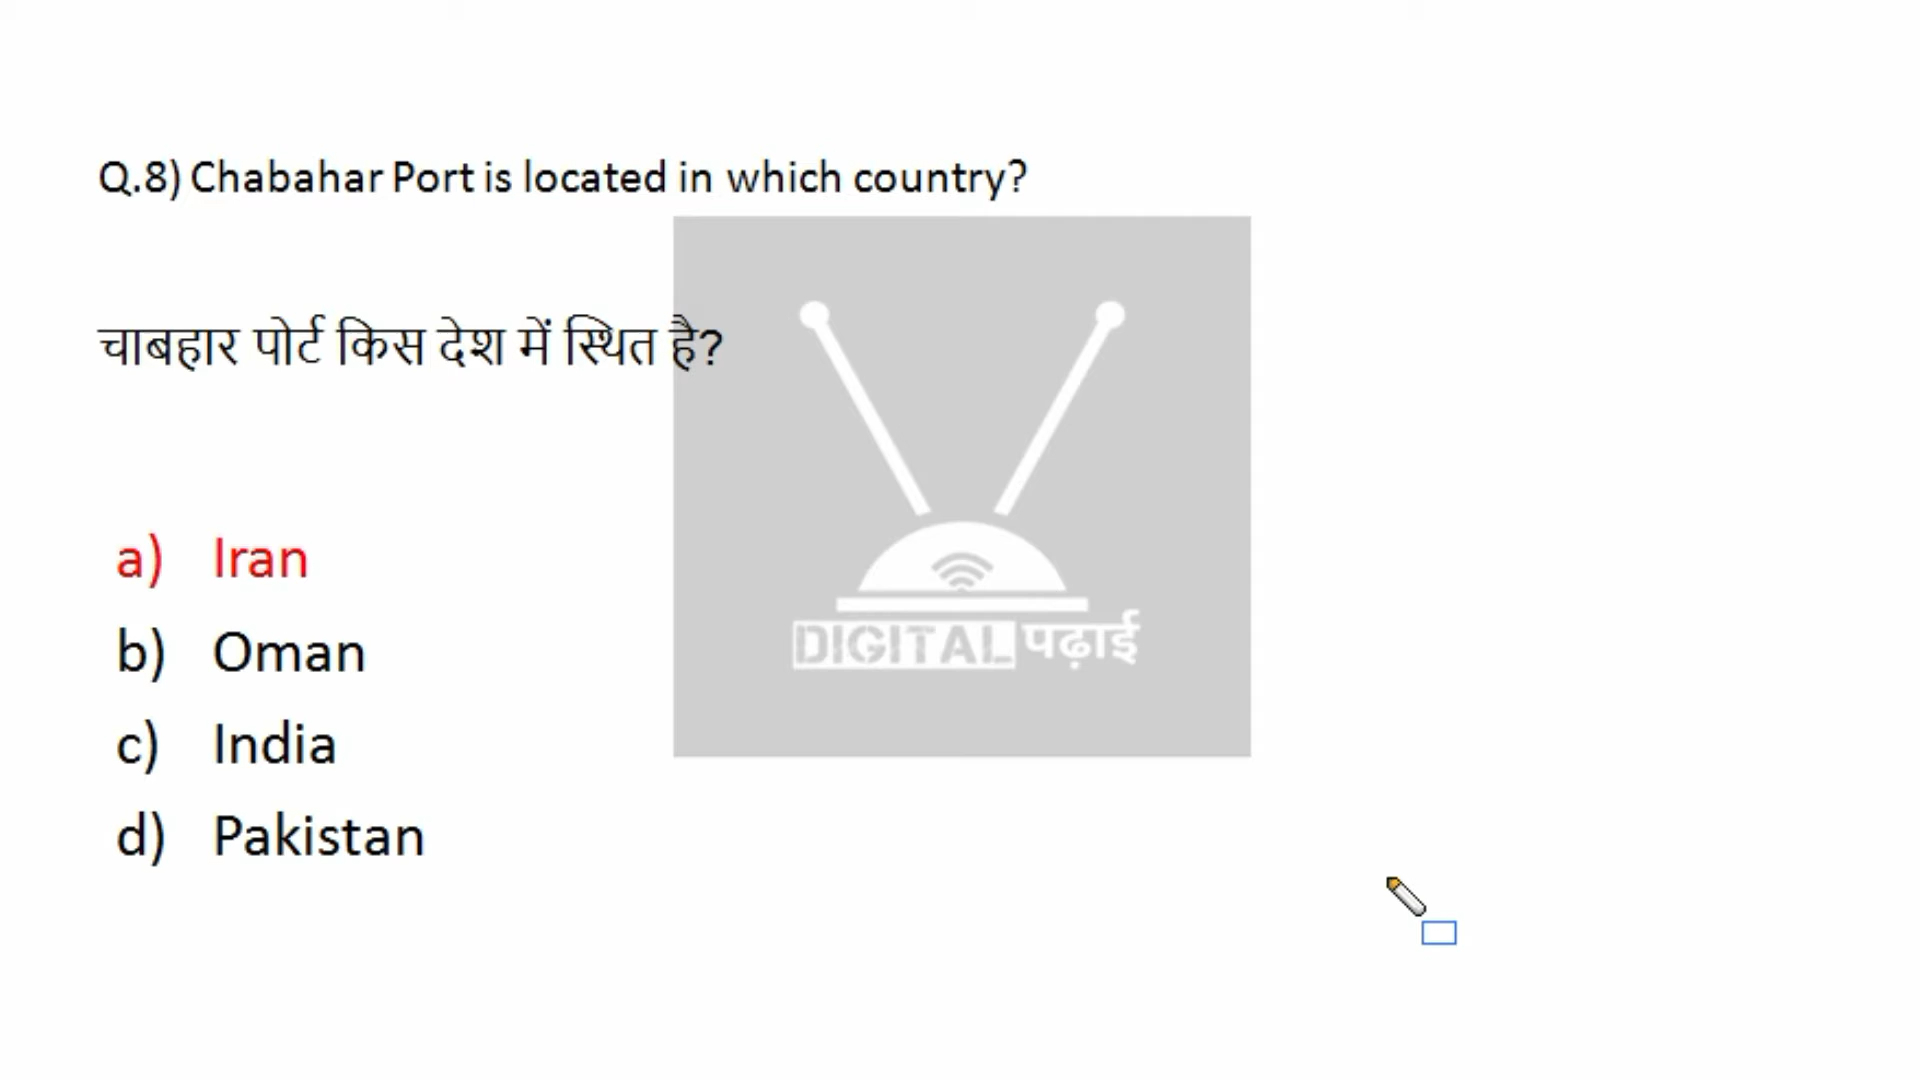 Q.8) Chabahar Port is located in which country?
चाबहार पोर्ट किस देश में स्थित है?
a) Iran
b) Oman
c) India
d) Pakistan
DIGITAL पढ़ाई